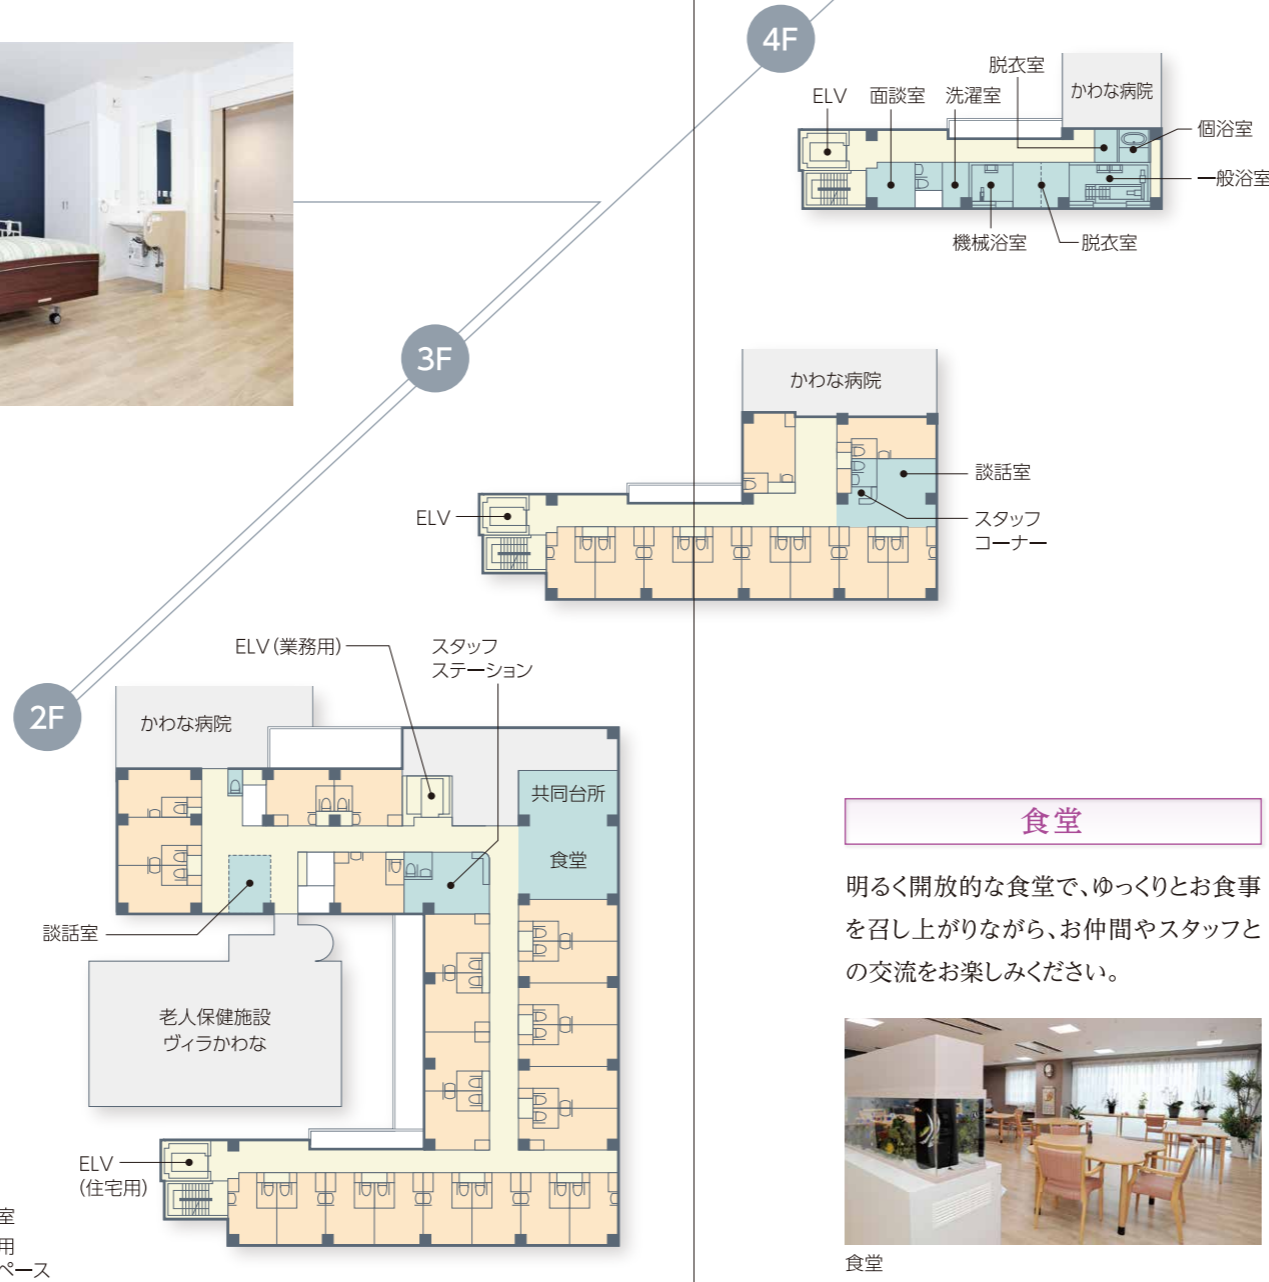 4F
脱衣室
ELV
面談室
洗濯室
かわな病院
個浴室
一般浴室
機械浴室
脱衣室
3F
かわな病院
談話室
ELV
スタッフ
コーナー
2F
ELV(業務用)
スタッフ
ステーション
かわな病院
共同台所
食堂
談話室
老人保健施設
ヴィラかわな
ELV
(住宅用)
室
用
ペース
食堂
明るく開放的な食堂で、ゆっくりとお食事
を召し上がりながら、お仲間やスタッフと
の交流をお楽しみください。
食堂